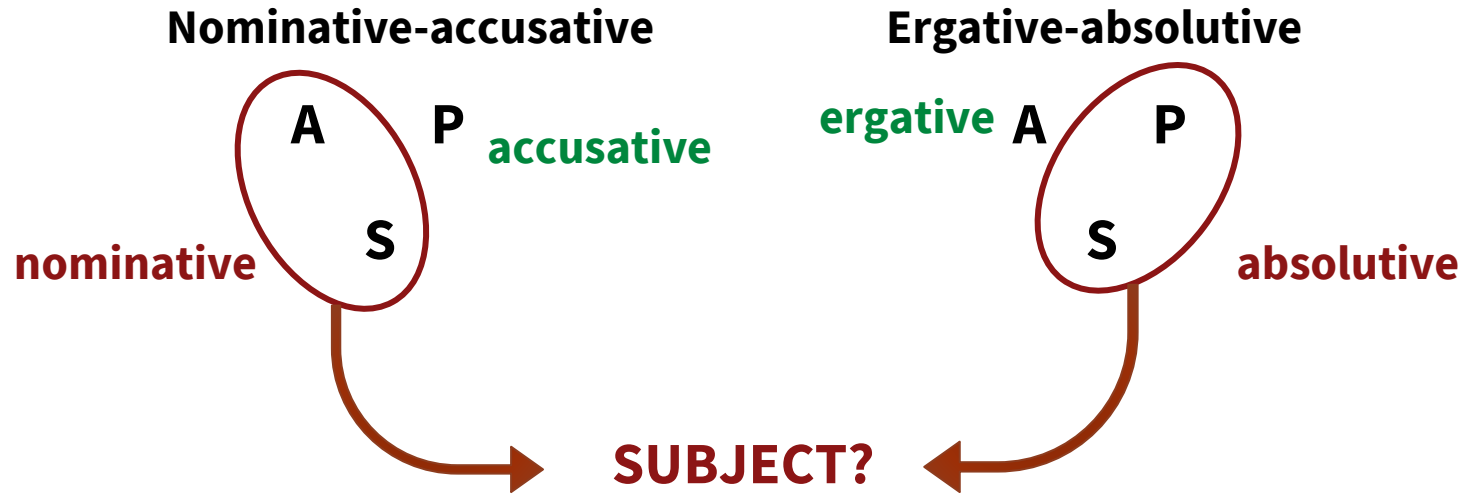 Nominative-accusative
A P accusative
S
nominative
Ergative-absolutive
ergative A P
S
absolutive
SUBJECT?